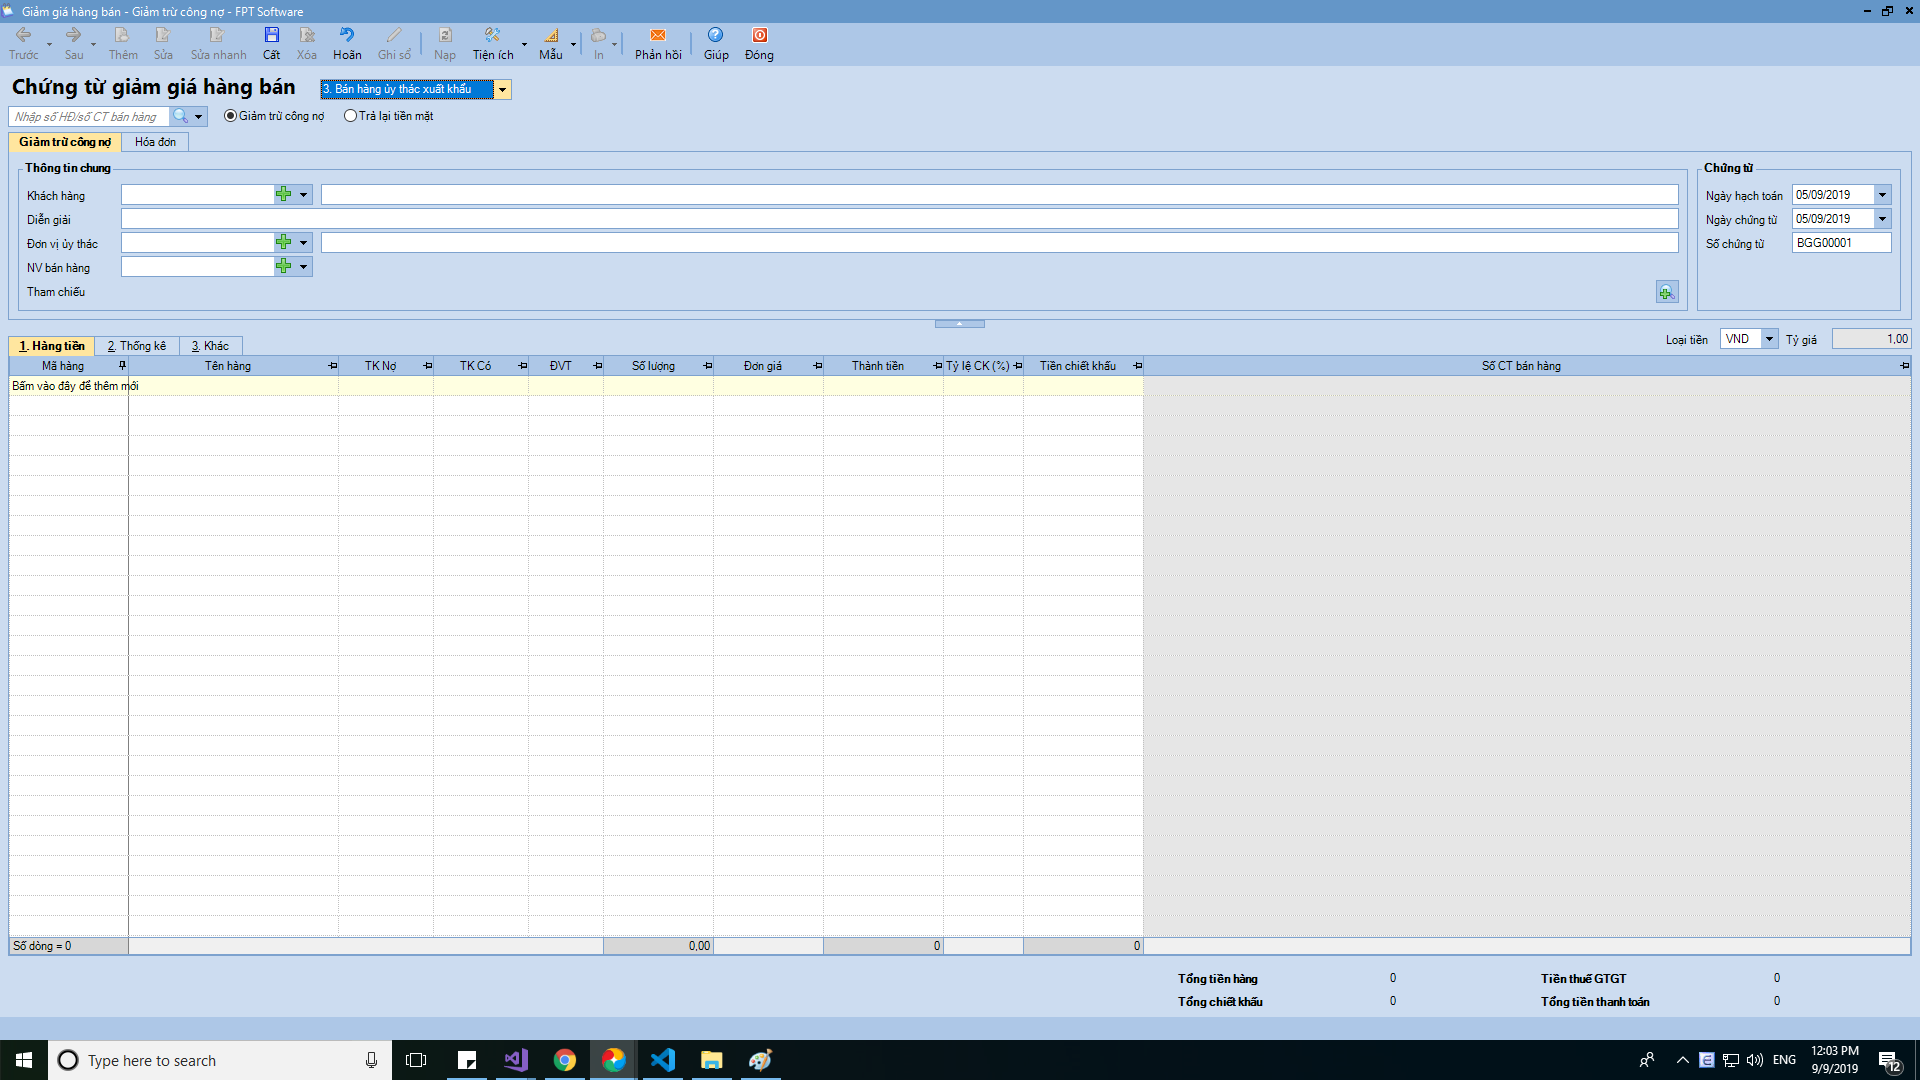 Giảm giá hàng bán - Giảm trừ công nợ - FPT Software
Trước Sau Thêm Sửa Sửa nhanh Cất Xóa Hoãn Ghi sổ Nạp Tiện ích Mẫu In Phản hồi Giúp Đóng
Chứng từ giảm giá hàng bán 3. Bán hàng ủy thác xuất khẩu
Nhập số HĐ/số CT bán hàng Giảm trừ công nợ Trả lại tiền mặt
Giảm trừ công nợ Hóa đơn
Thông tin chung Chứng từ
Khách hàng Ngày hạch toán 05/09/2019
Diễn giải Ngày chứng từ 05/09/2019
Đơn vị ủy thác Số chứng từ BGG00001
NV bán hàng
Tham chiếu
1. Hàng tiền 2. Thống kê 3. Khác Loại tiền VND Tỷ giá 1,00
Mã hàng Tên hàng TK Nợ TK Có ĐVT Số lượng Đơn giá Thành tiền Tỷ lệ CK (%) Tiền chiết khấu Số CT bán hàng
Bấm vào đây để thêm mới
Số dòng = 0 0,00 0 0
Tổng tiền hàng 0 Tiền thuế GTGT 0
Tổng chiết khấu 0 Tổng tiền thanh toán 0
Type here to search ENG 12:03 PM
9/9/2019 12